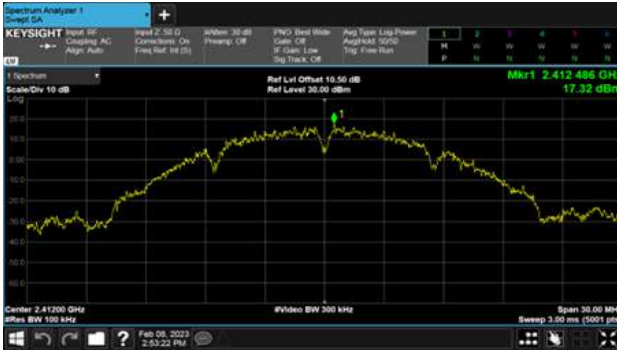 Spectrum Analyzer 1
Swept SA
+
KEYSIGHT Input: RF
Coupling: AC
Align: Auto
Input Z: 50 Ω
Corrections: On
Freq Ref: Int (S)
#Atten: 30 dB
Preamp: Off
PNO: Best Wide
Gate: Off
IF Gain: Low
Sig Track: Off
Avg Type: Log-Power
Avg|Hold: 50/50
Trig: Free Run
1 2 3 4 5 6
M W W W W W
P N N N N N
LXI
1 Spectrum
Scale/Div 10 dB
Log
Ref Lvl Offset 10.50 dB
Ref Level 30.00 dBm
Mkr1 2.412 486 GH
17.32 dBm
1
20.0
10.0
0.00
-10.0
-20.0
-30.0
-40.0
-50.0
-60.0
Center 2.41200 GHz
#Res BW 100 kHz
#Video BW 300 kHz
Span 30.00 MH
Sweep 3.00 ms (5001 pts
?
Feb 08, 2023
2:53:22 PM